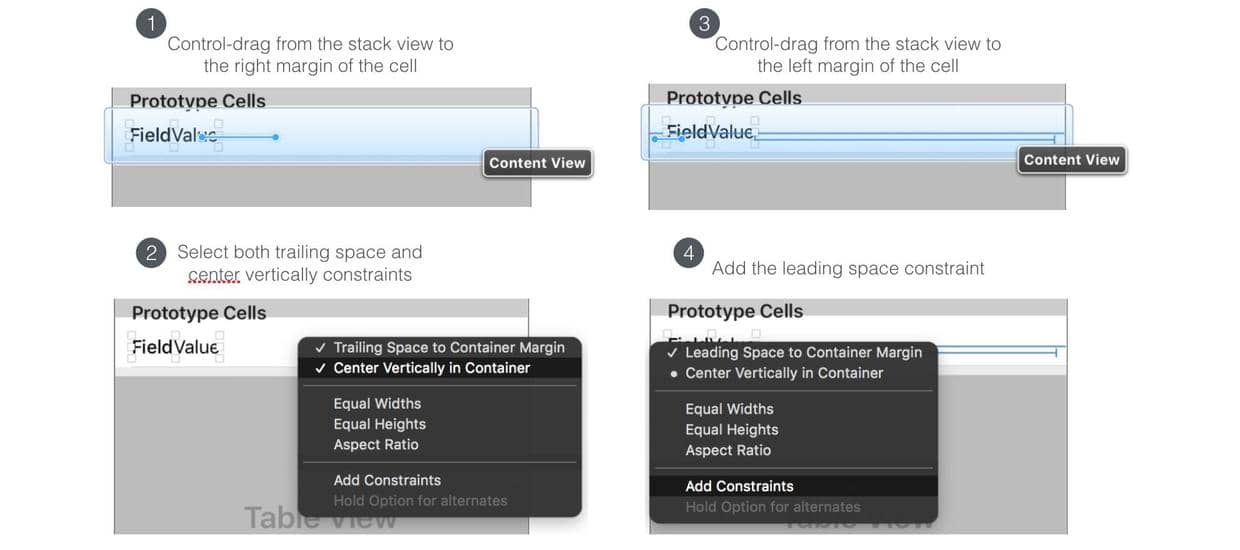 1
Control-drag from the stack view to
the right margin of the cell
Prototype Cells
FieldValue
Content View
2
Select both trailing space and
center vertically constraints
Prototype Cells
FieldValue
✓ Trailing Space to Container Margin
✓ Center Vertically in Container
Equal Widths
Equal Heights
Aspect Ratio
Add Constraints
Hold Option for alternates
Table View
3
Control-drag from the stack view to
the left margin of the cell
Prototype Cells
FieldValue
Content View
4
Add the leading space constraint
Prototype Cells
FieldValue
✓ Leading Space to Container Margin
• Center Vertically in Container
Equal Widths
Equal Heights
Aspect Ratio
Add Constraints
Hold Option for alternates
Table View